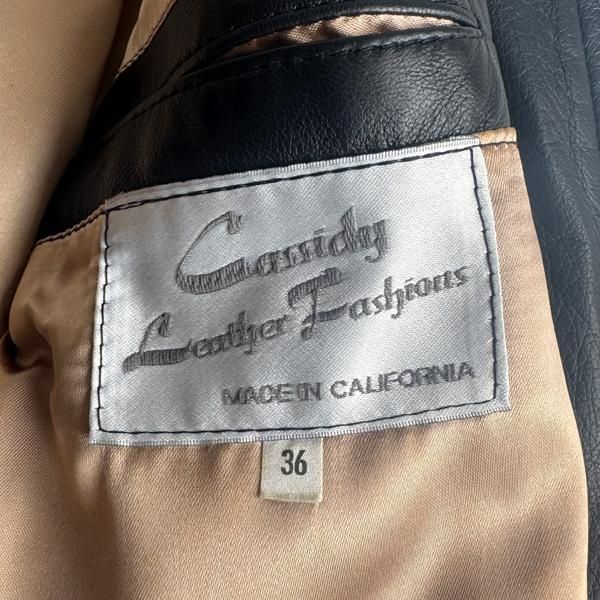 Cassidy
Leather Fashions
MADE IN CALIFORNIA
36